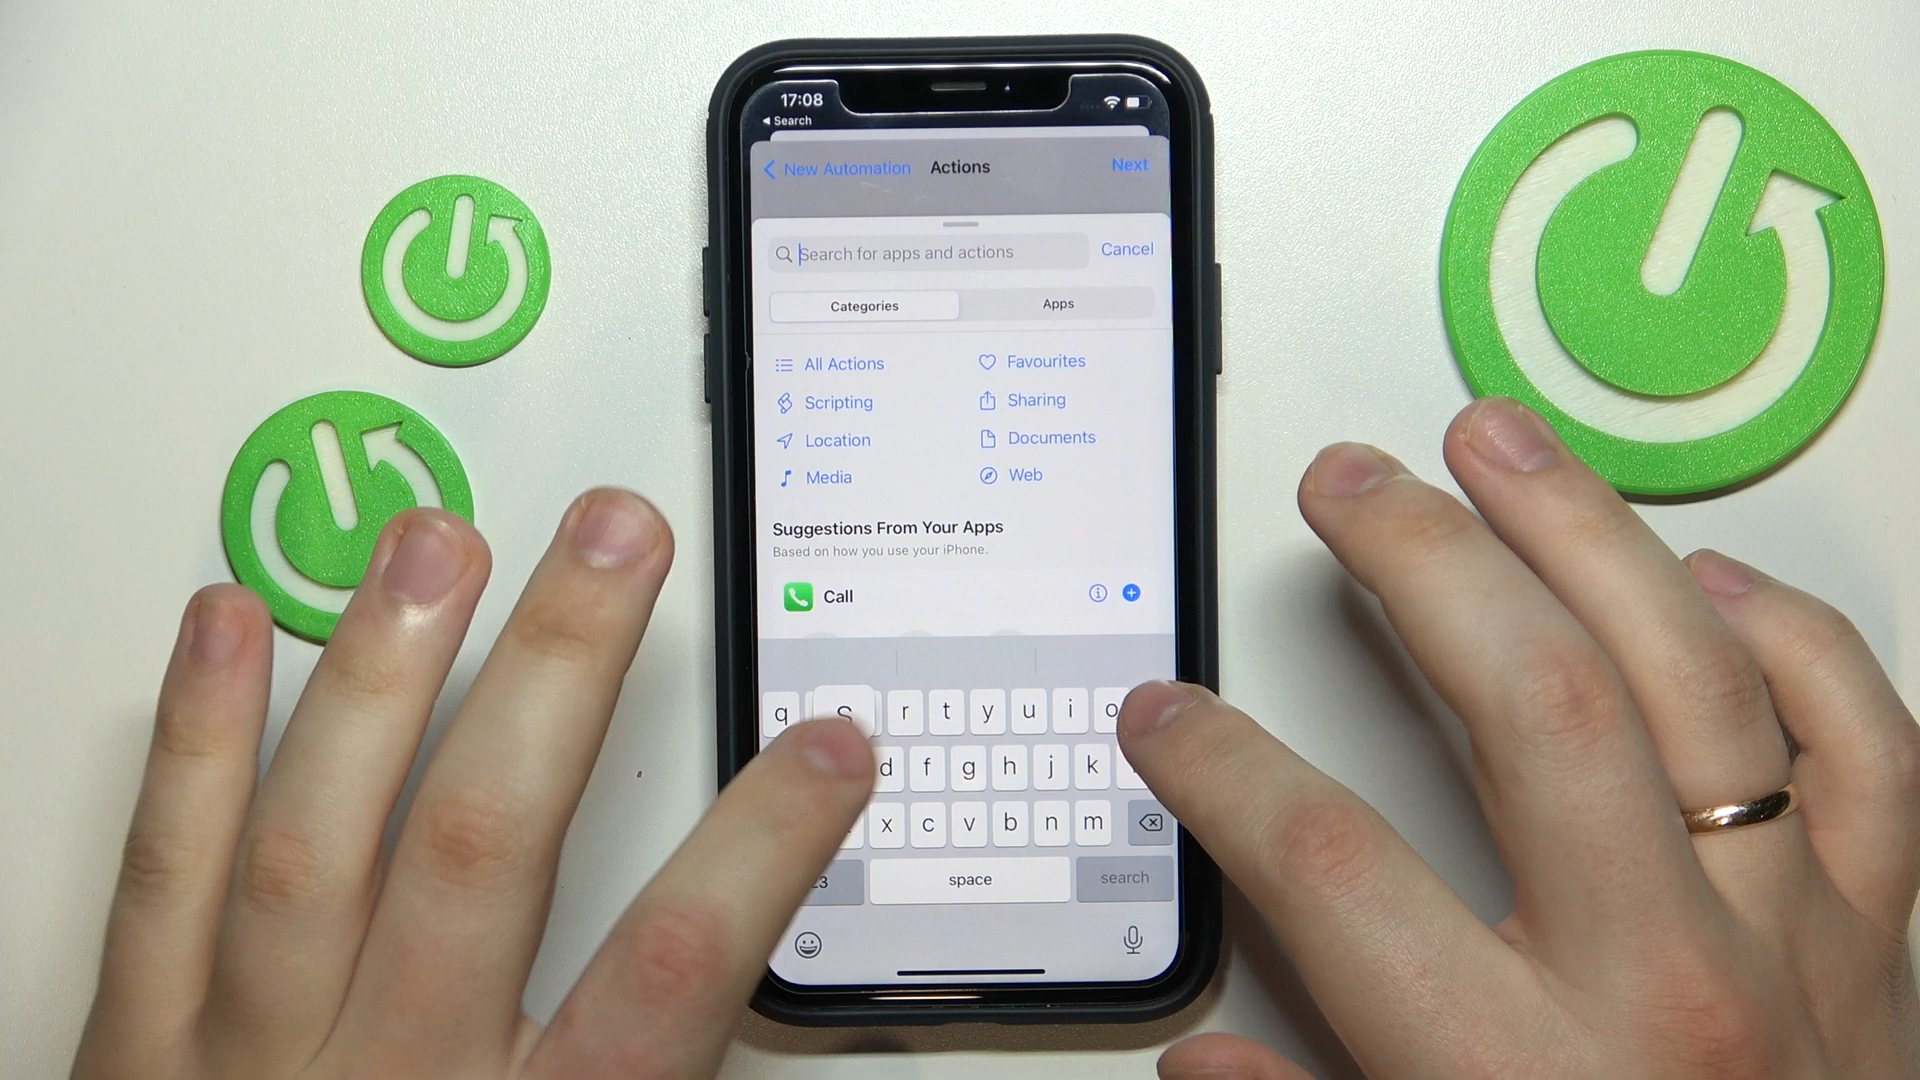 17:08
Search
New Automation Actions Next
Search for apps and actions Cancel
Categories Apps
All Actions Favourites
Scripting Sharing
Location Documents
Media Web
Suggestions From Your Apps
Based on how you use your iPhone.
Call
q S r t y u i o
d f g h j k
x c v b n m
space search